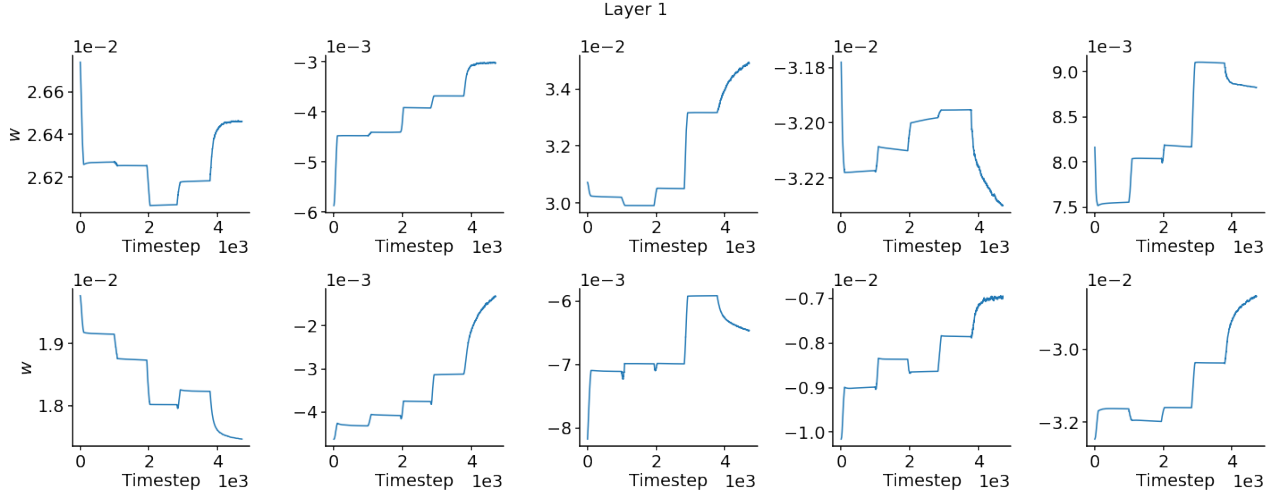 Layer 1
1e−2
2.66
2.64
2.62
w
0 2 4
Timestep 1e3
1e−3
−3
−4
−5
−6
0 2 4
Timestep 1e3
1e−2
3.4
3.2
3.0
0 2 4
Timestep 1e3
1e−2
−3.18
−3.20
−3.22
0 2 4
Timestep 1e3
1e−3
9.0
8.5
8.0
7.5
0 2 4
Timestep 1e3
1e−2
1.9
1.8
w
0 2 4
Timestep 1e3
1e−3
−2
−3
−4
0 2 4
Timestep 1e3
1e−3
−6
−7
−8
0 2 4
Timestep 1e3
1e−2
−0.7
−0.8
−0.9
−1.0
0 2 4
Timestep 1e3
1e−2
−3.0
−3.2
0 2 4
Timestep 1e3